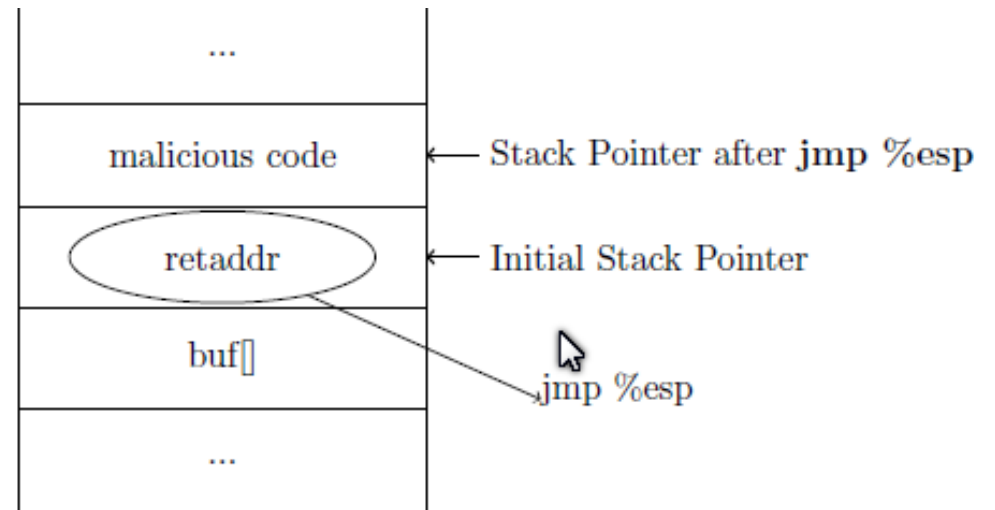 ...
malicious code
Stack Pointer after jmp %esp
retaddr
Initial Stack Pointer
buf[]
jmp %esp
...